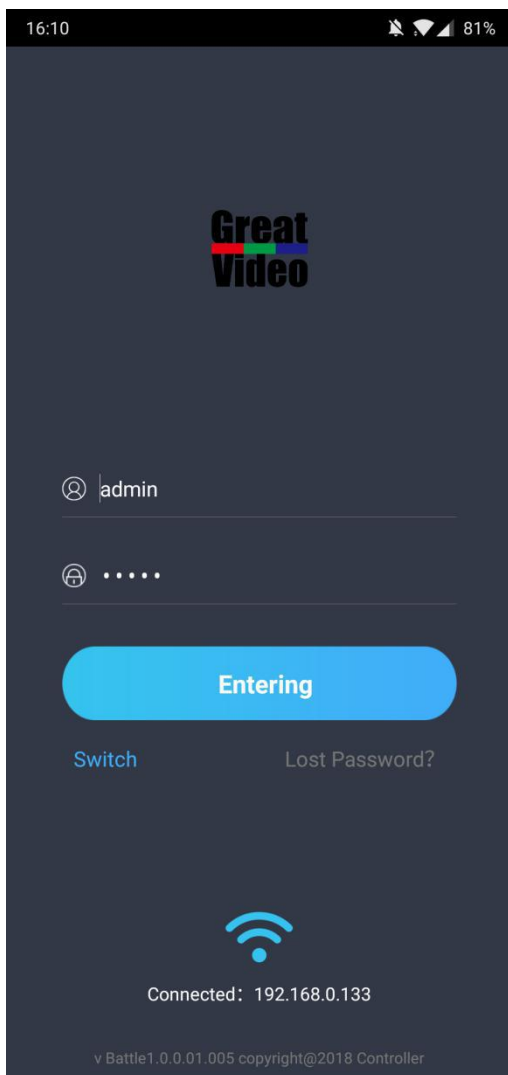 16:10 81%
Great
Video
admin
•••••
Entering
Switch Lost Password?
Connected：192.168.0.133
v Battle1.0.0.01.005 copyright@2018 Controller